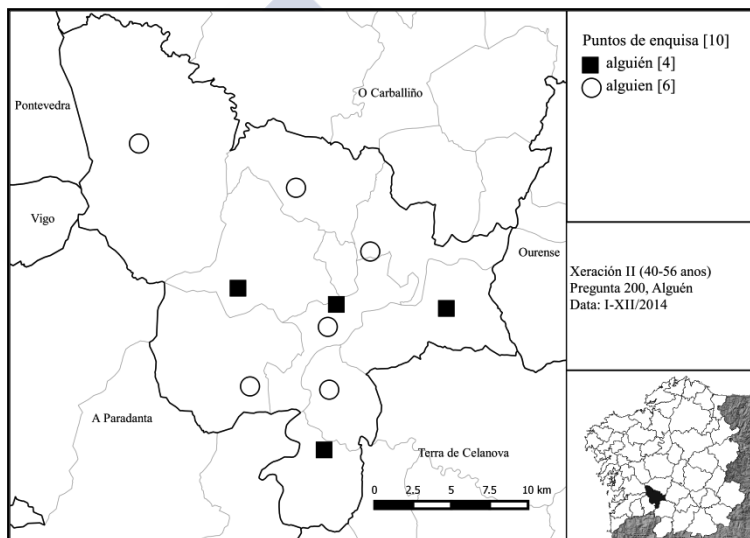 Pontevedra
O Carballiño
Vigo
Ourense
A Paradanta
Terra de Celanova
0 2,5 5 7,5 10 km
Puntos de enquisa [10]
alguién [4]
alguien [6]
Xeración II (40-56 anos)
Pregunta 200, Alguén
Data: I-XII/2014